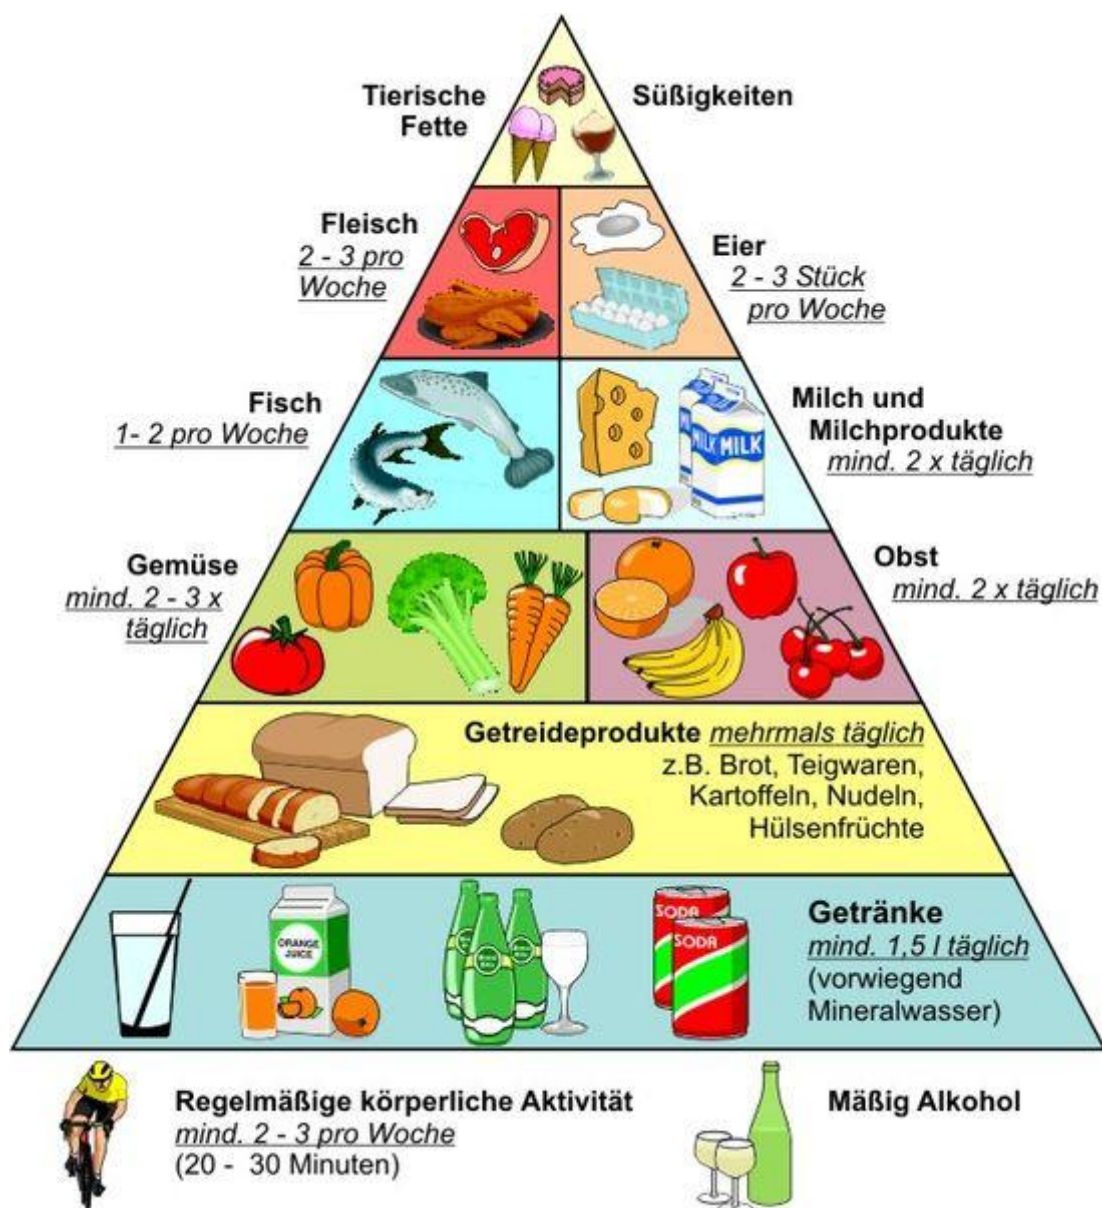 Tierische
Fette
Süßigkeiten
Fleisch
2 - 3 pro
Woche
Eier
2 - 3 Stück
pro Woche
Fisch
1- 2 pro Woche
Milch und
Milchprodukte
mind. 2 x täglich
MILK MILK
Gemüse
mind. 2 - 3 x
täglich
Obst
mind. 2 x täglich
Getreideprodukte mehrmals täglich
z.B. Brot, Teigwaren,
Kartoffeln, Nudeln,
Hülsenfrüchte
ORANGE
JUICE
SODA
SODA
Getränke
mind. 1,5 l täglich
(vorwiegend
Mineralwasser)
Regelmäßige körperliche Aktivität
mind. 2 - 3 pro Woche
(20 - 30 Minuten)
Mäßig Alkohol